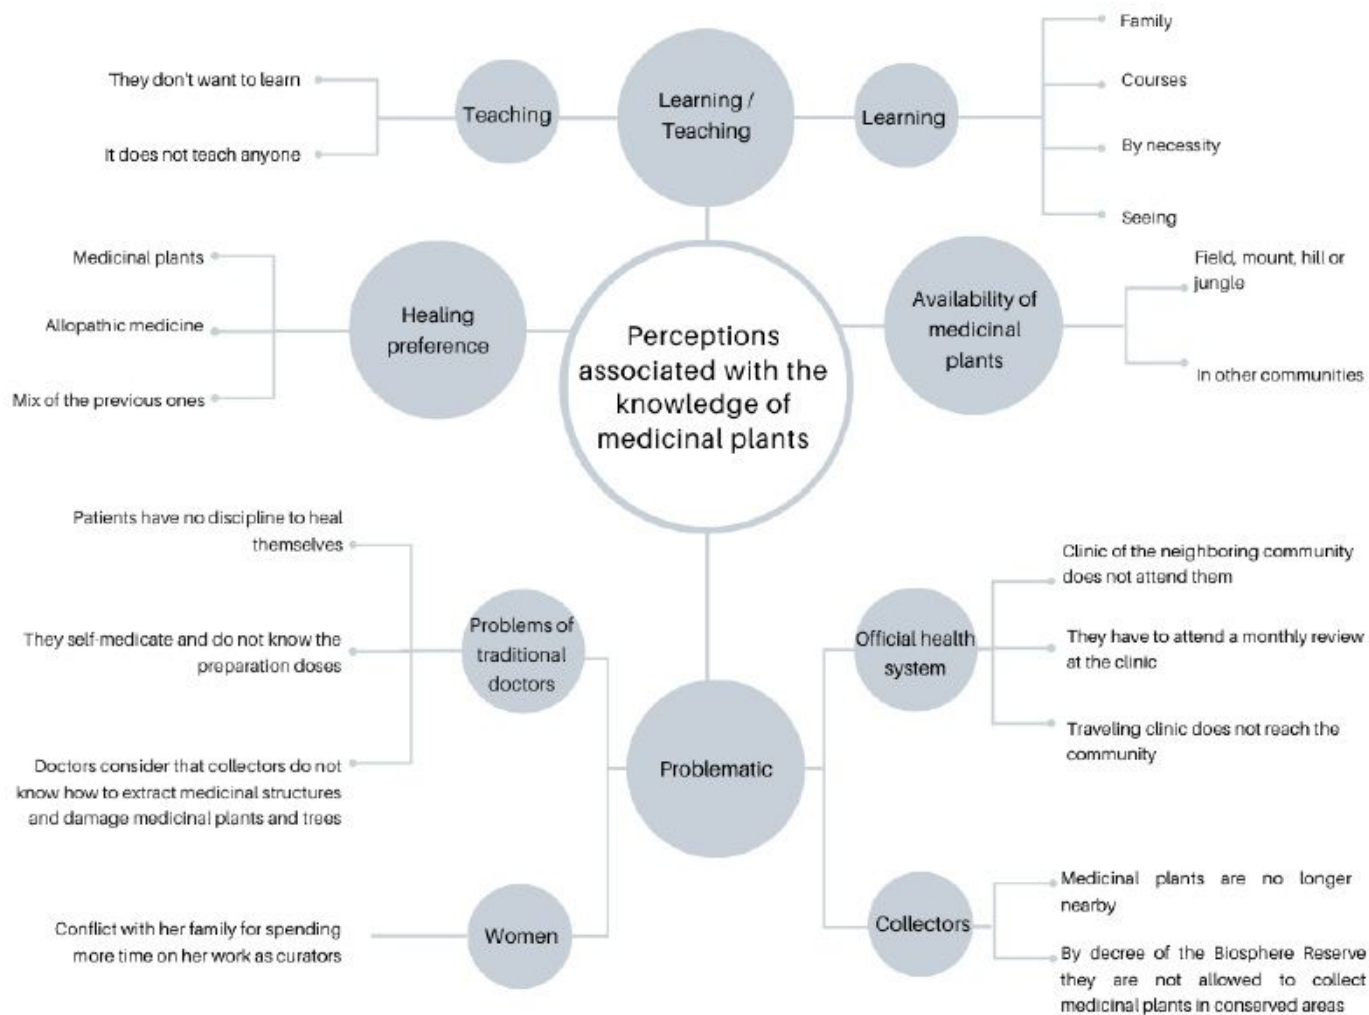 Perceptions
associated with the
knowledge of
medicinal plants
Learning /
Teaching
Teaching
They don't want to learn
It does not teach anyone
Learning
Family
Courses
By necessity
Seeing
Healing
preference
Medicinal plants
Allopathic medicine
Mix of the previous ones
Availability of
medicinal
plants
Field, mount, hill or
jungle
In other communities
Problematic
Problems of
traditional
doctors
Patients have no discipline to heal
themselves
They self-medicate and do not know the
preparation doses
Doctors consider that collectors do not
know how to extract medicinal structures
and damage medicinal plants and trees
Women
Conflict with her family for spending
more time on her work as curators
Official health
system
Clinic of the neighboring community
does not attend them
They have to attend a monthly review
at the clinic
Traveling clinic does not reach the
community
Collectors
Medicinal plants are no longer
nearby
By decree of the Biosphere Reserve
they are not allowed to collect
medicinal plants in conserved areas